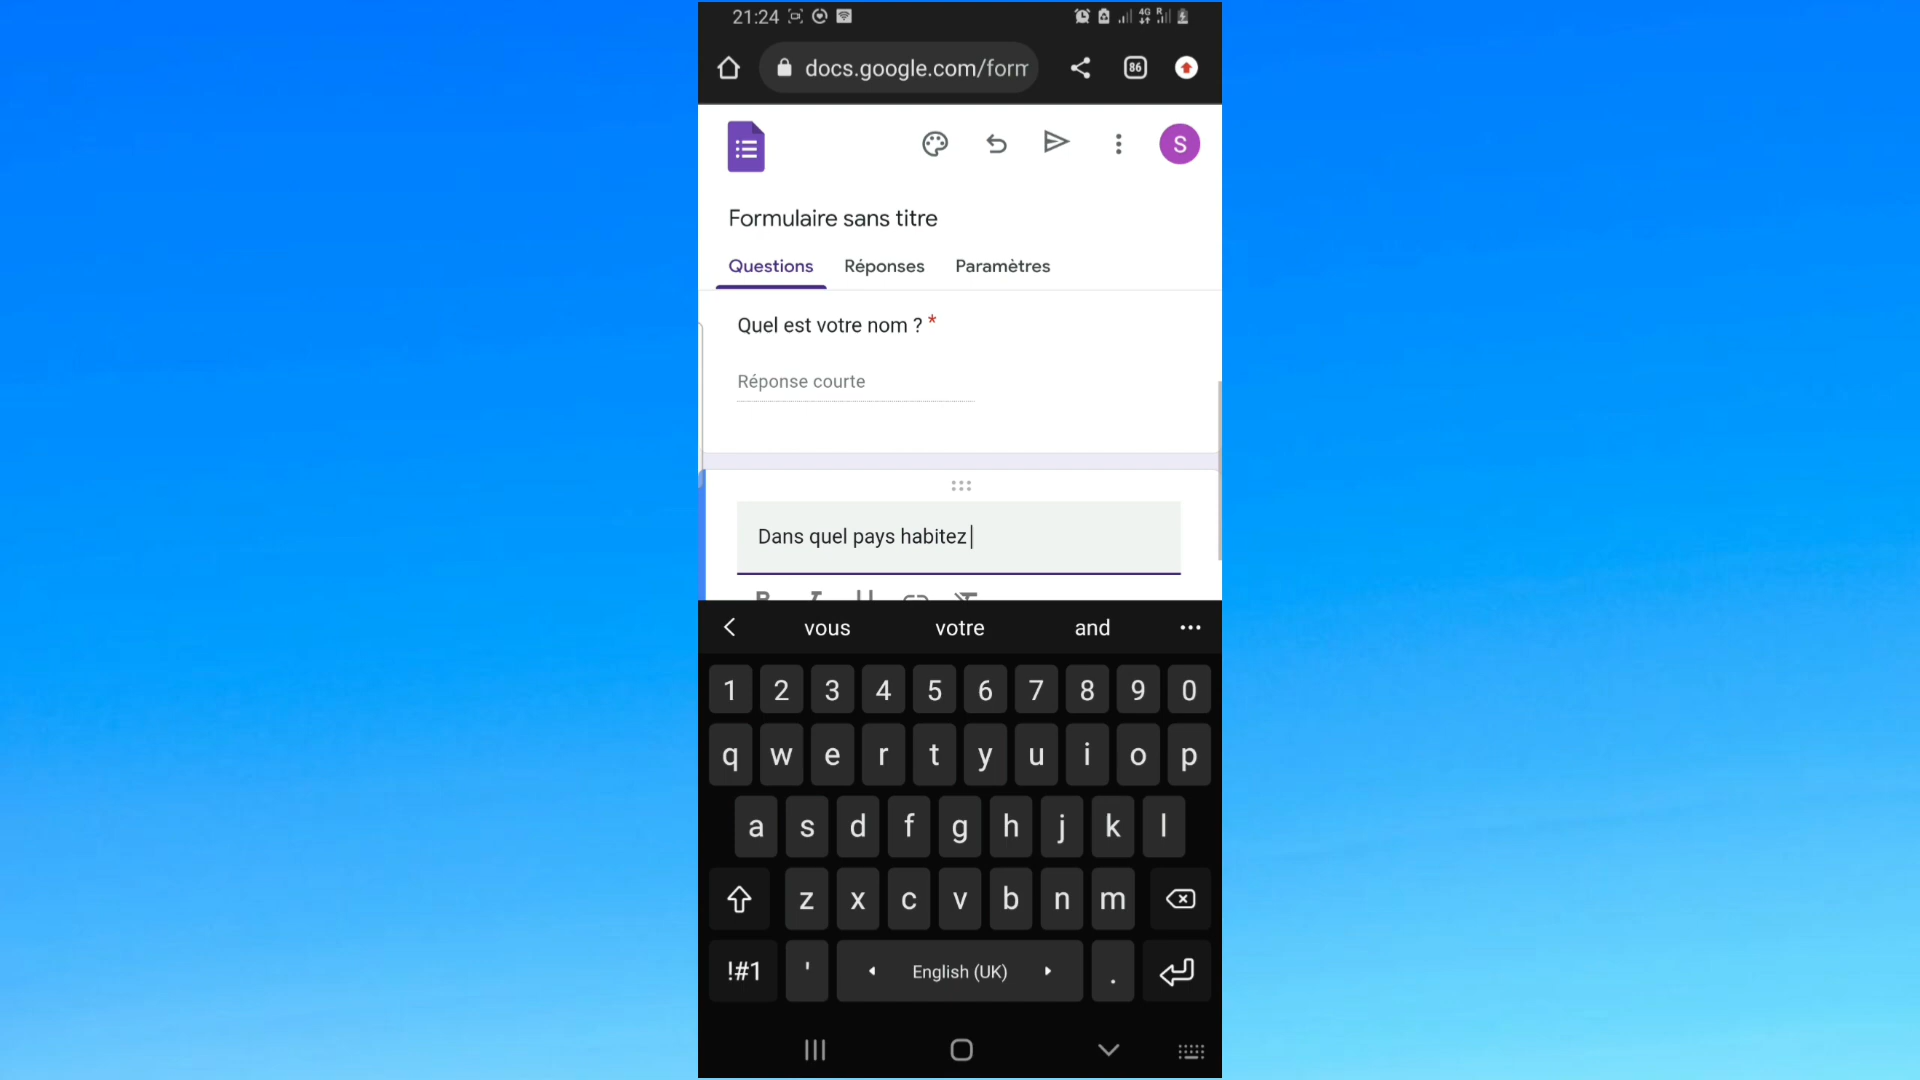 21:24
4G R
docs.google.com/form
86
S
Formulaire sans titre
Questions Réponses Paramètres
Quel est votre nom ? *
Réponse courte
Dans quel pays habitez
B I U
vous votre and
1 2 3 4 5 6 7 8 9 0
q w e r t y u i o p
a s d f g h j k l
z x c v b n m
!#1 ' English (UK) .